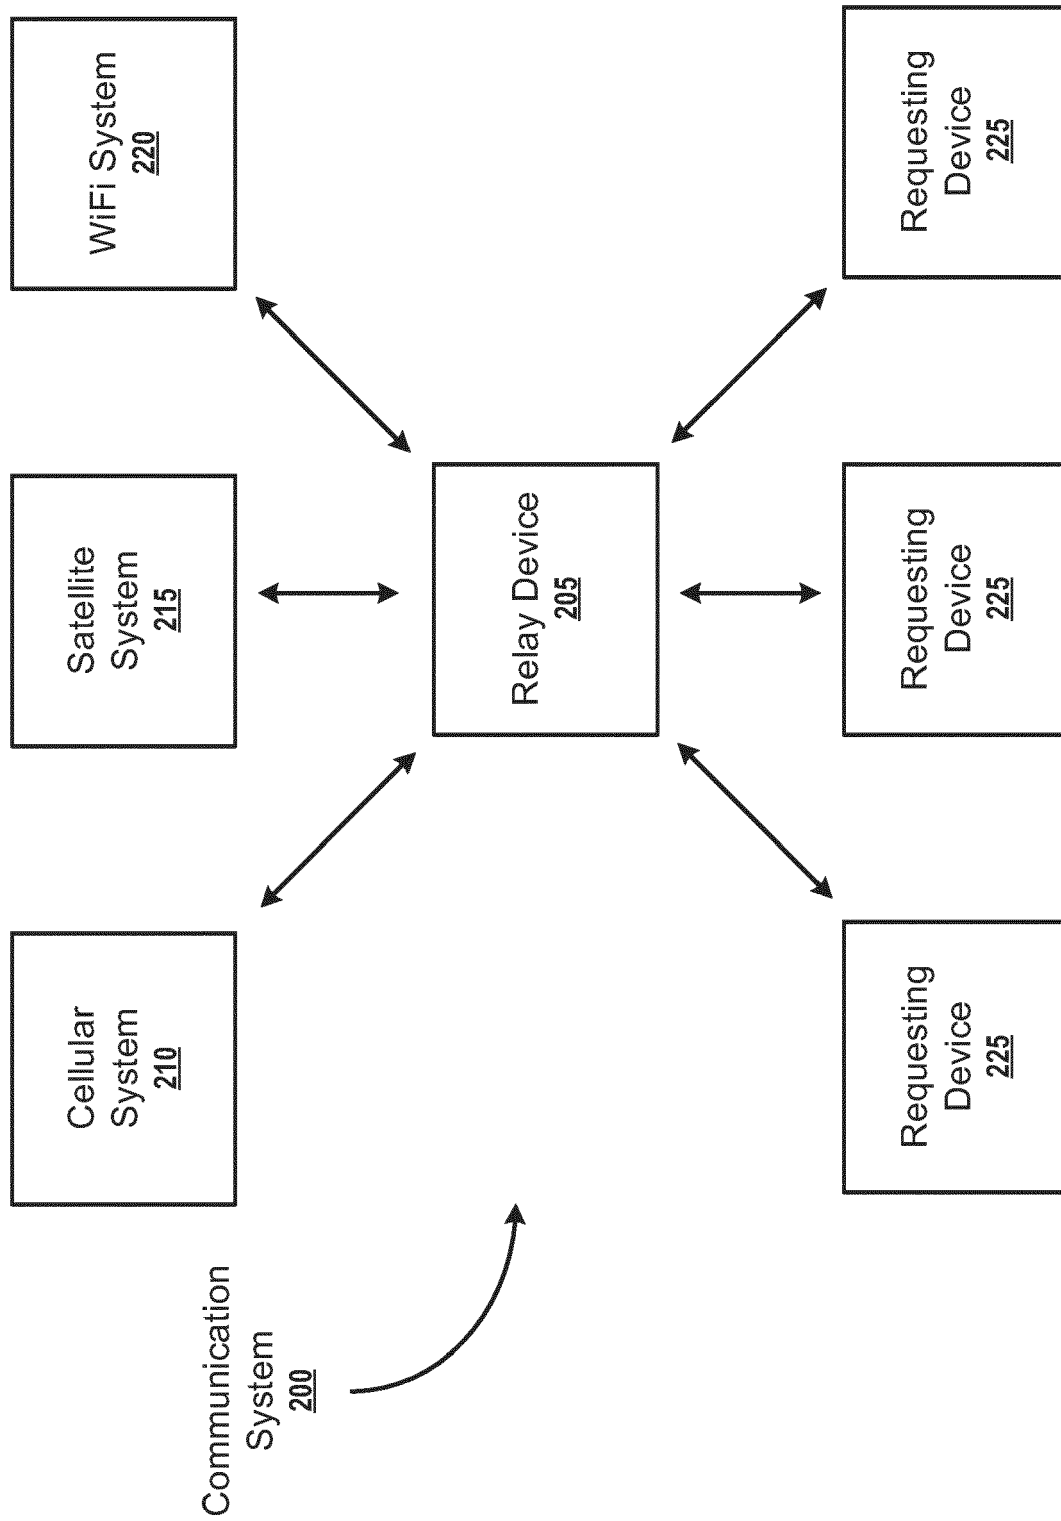 Communication
System
200
Cellular
System
210
Satellite
System
215
WiFi System
220
Relay Device
205
Requesting
Device
225
Requesting
Device
225
Requesting
Device
225